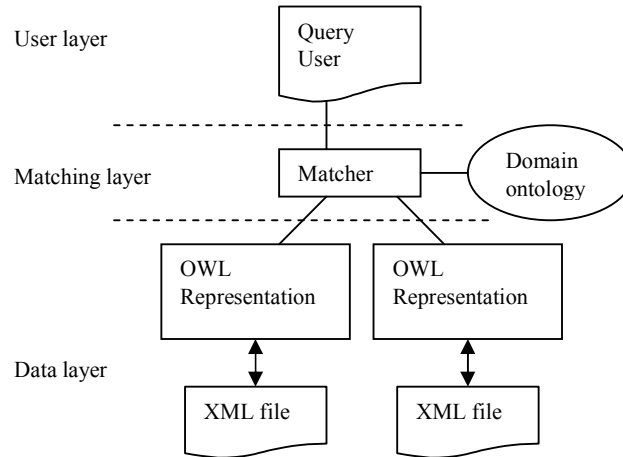 User layer
Query
User
Matching layer
Matcher
Domain
ontology
OWL
Representation
OWL
Representation
Data layer
XML file
XML file